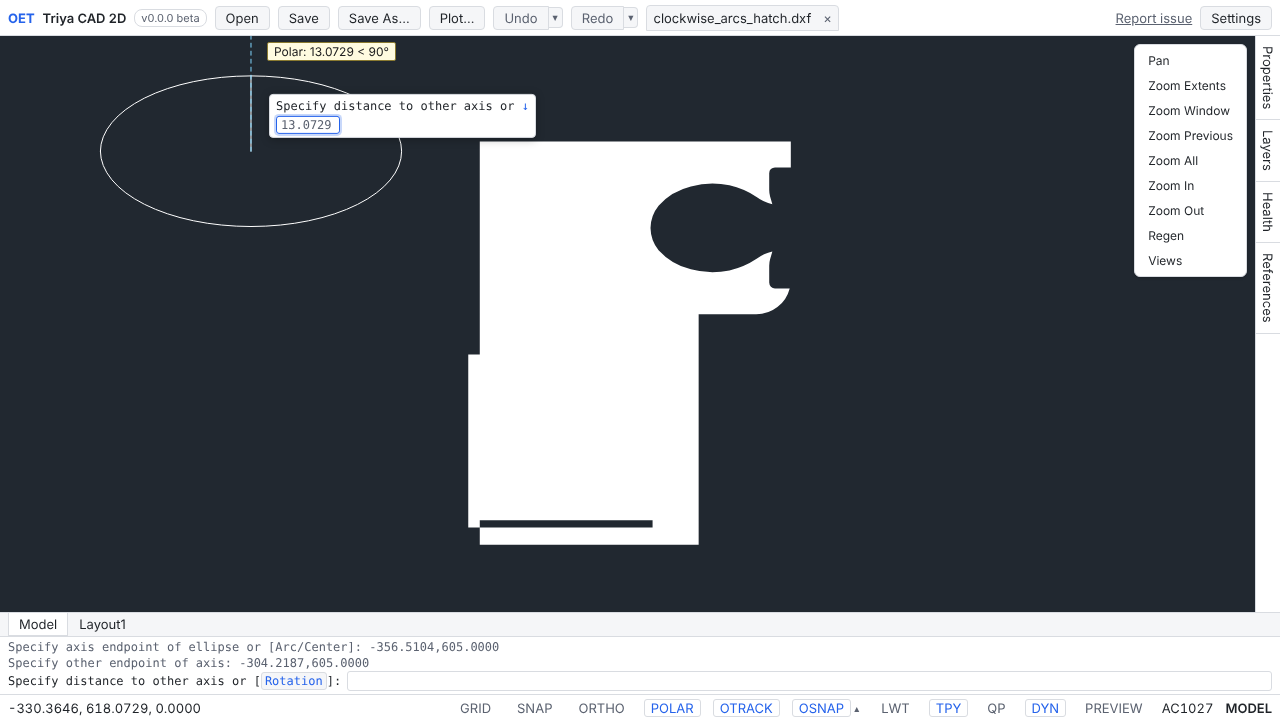 OET Triya CAD 2D v0.0.0 beta Open Save Save As... Plot... Undo ▼ Redo ▼ clockwise_arcs_hatch.dxf × Report issue Settings
Polar: 13.0729 < 90°
Specify distance to other axis or ↓
13.0729
Pan
Zoom Extents
Zoom Window
Zoom Previous
Zoom All
Zoom In
Zoom Out
Regen
Views
Properties
Layers
Health
References
Model Layout1
Specify axis endpoint of ellipse or [Arc/Center]: -356.5104,605.0000
Specify other endpoint of axis: -304.2187,605.0000
Specify distance to other axis or [Rotation]:
-330.3646, 618.0729, 0.0000 GRID SNAP ORTHO POLAR OTRACK OSNAP ▲ LWT TPY QP DYN PREVIEW AC1027 MODEL